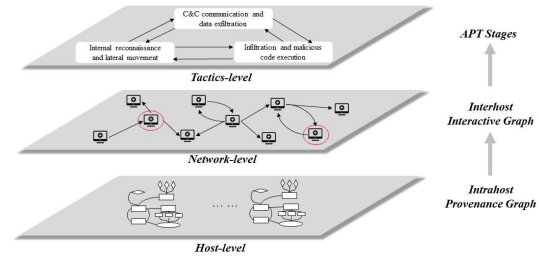 C&C communication and
data exfiltration
Internal reconnaissance
and lateral movement
Infiltration and malicious
code execution
Tactics-level
APT Stages
Network-level
Interhost
Interactive Graph
... ...
Host-level
Intrahost
Provenance Graph